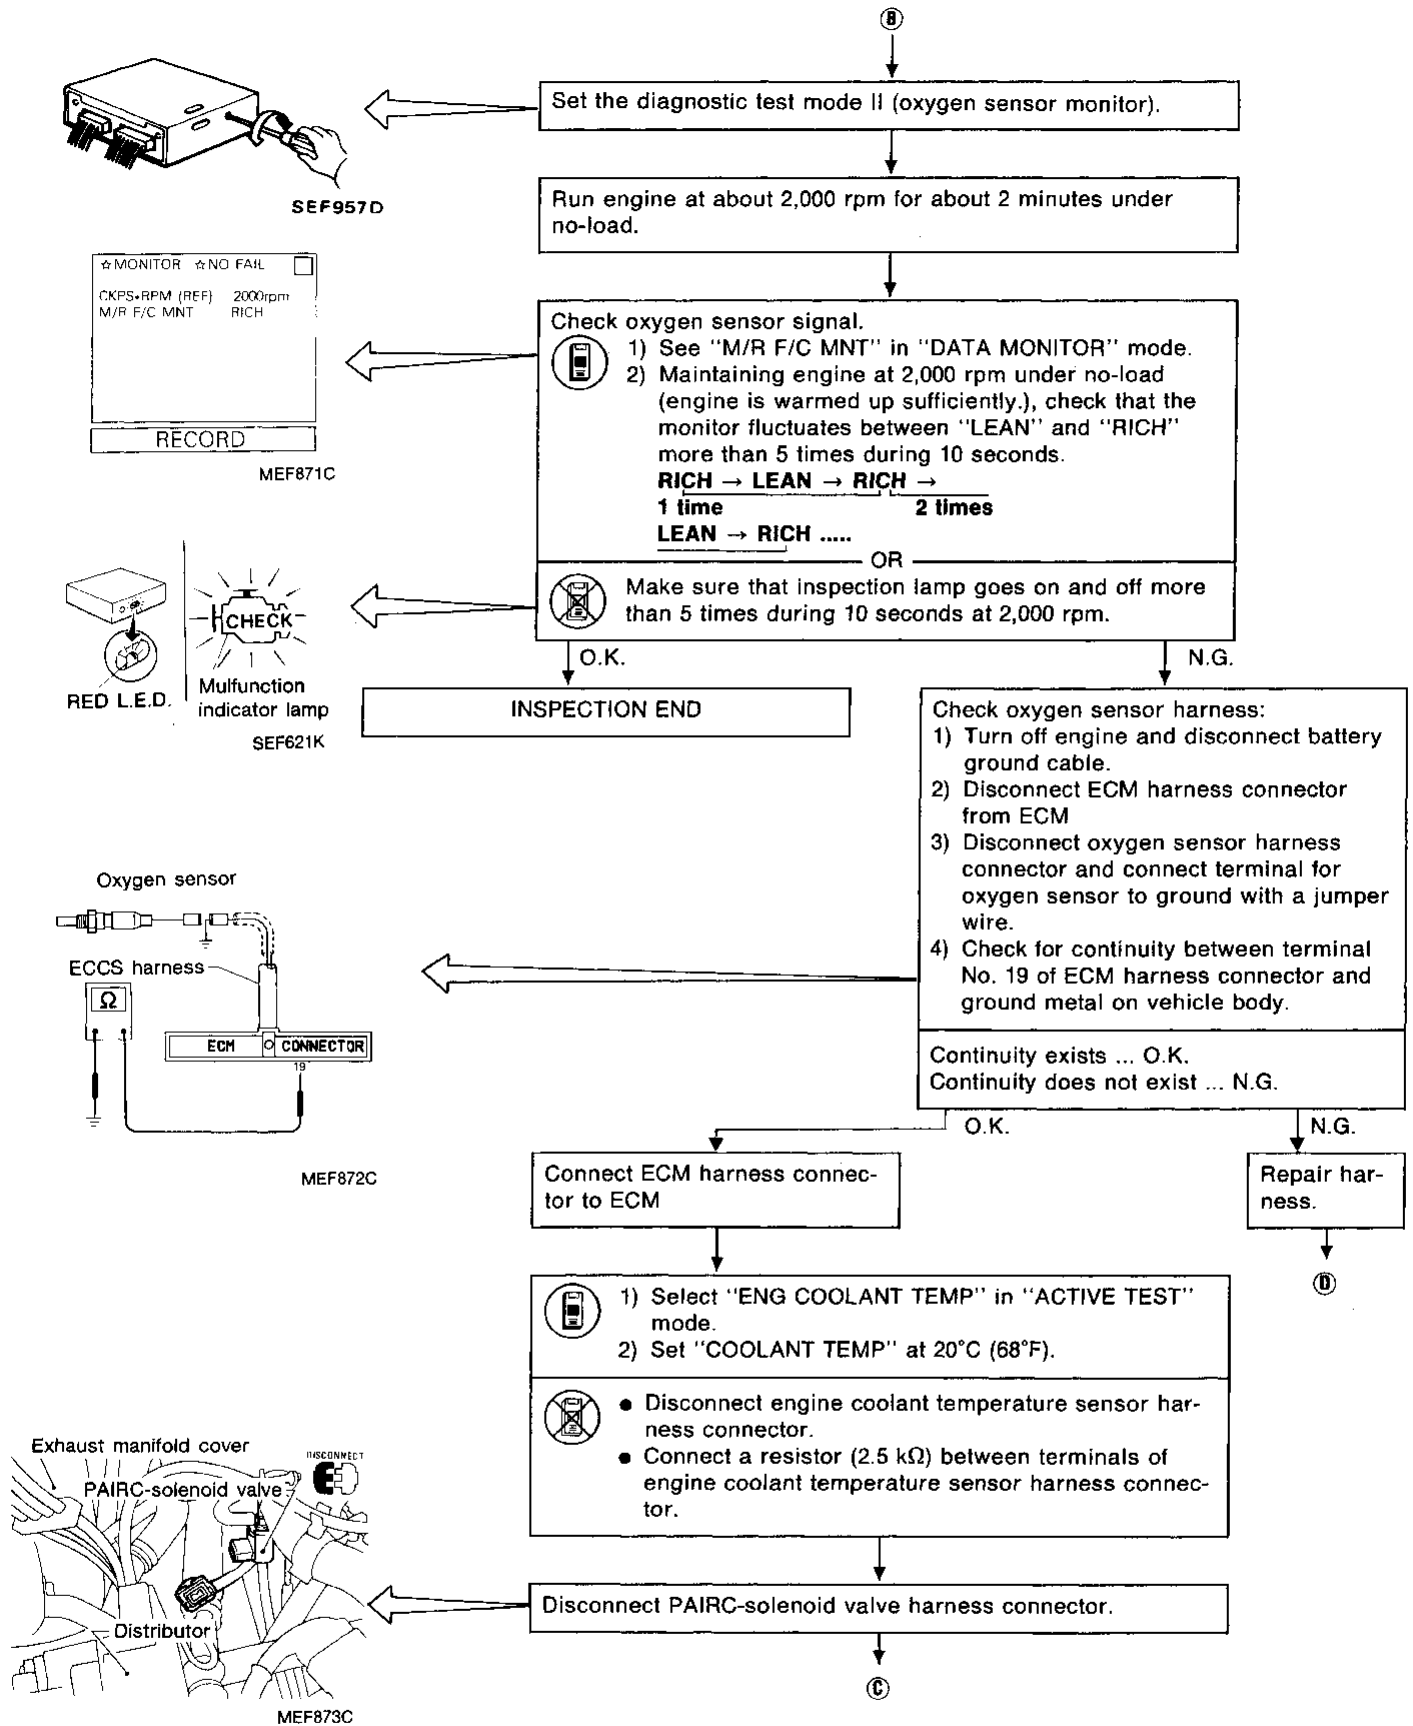 B
Set the diagnostic test mode II (oxygen sensor monitor).
SEF957D
Run engine at about 2,000 rpm for about 2 minutes under
no-load.
☆MONITOR ☆NO FAIL
CKPS•RPM (REF) 2000rpm
M/R F/C MNT RICH
RECORD
MEF871C
Check oxygen sensor signal.
1) See "M/R F/C MNT" in "DATA MONITOR" mode.
2) Maintaining engine at 2,000 rpm under no-load
(engine is warmed up sufficiently.), check that the
monitor fluctuates between "LEAN" and "RICH"
more than 5 times during 10 seconds.
RICH → LEAN → RICH →
1 time 2 times
LEAN → RICH .....
OR
Make sure that inspection lamp goes on and off more
than 5 times during 10 seconds at 2,000 rpm.
CHECK
RED L.E.D.
Mulfunction
indicator lamp
SEF621K
O.K.
N.G.
INSPECTION END
Check oxygen sensor harness:
1) Turn off engine and disconnect battery
ground cable.
2) Disconnect ECM harness connector
from ECM
3) Disconnect oxygen sensor harness
connector and connect terminal for
oxygen sensor to ground with a jumper
wire.
4) Check for continuity between terminal
No. 19 of ECM harness connector and
ground metal on vehicle body.
Continuity exists ... O.K.
Continuity does not exist ... N.G.
Oxygen sensor
ECCS harness
Ω
ECM CONNECTOR
19
MEF872C
O.K.
N.G.
Connect ECM harness connec-
tor to ECM
Repair har-
ness.
D
1) Select "ENG COOLANT TEMP" in "ACTIVE TEST"
mode.
2) Set "COOLANT TEMP" at 20°C (68°F).
● Disconnect engine coolant temperature sensor har-
ness connector.
● Connect a resistor (2.5 kΩ) between terminals of
engine coolant temperature sensor harness connec-
tor.
Exhaust manifold cover
DISCONNECT
PAIRC-solenoid valve
Distributor
MEF873C
Disconnect PAIRC-solenoid valve harness connector.
C